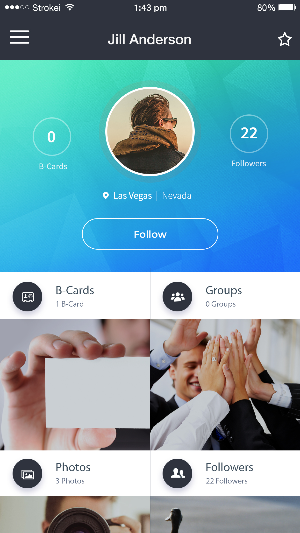 Strokei 1:43 pm 80%
Jill Anderson
0
B-Cards
22
Followers
Las Vegas | Nevada
Follow
B-Cards
1 B-Card
Groups
0 Groups
Photos
3 Photos
Followers
22 Followers